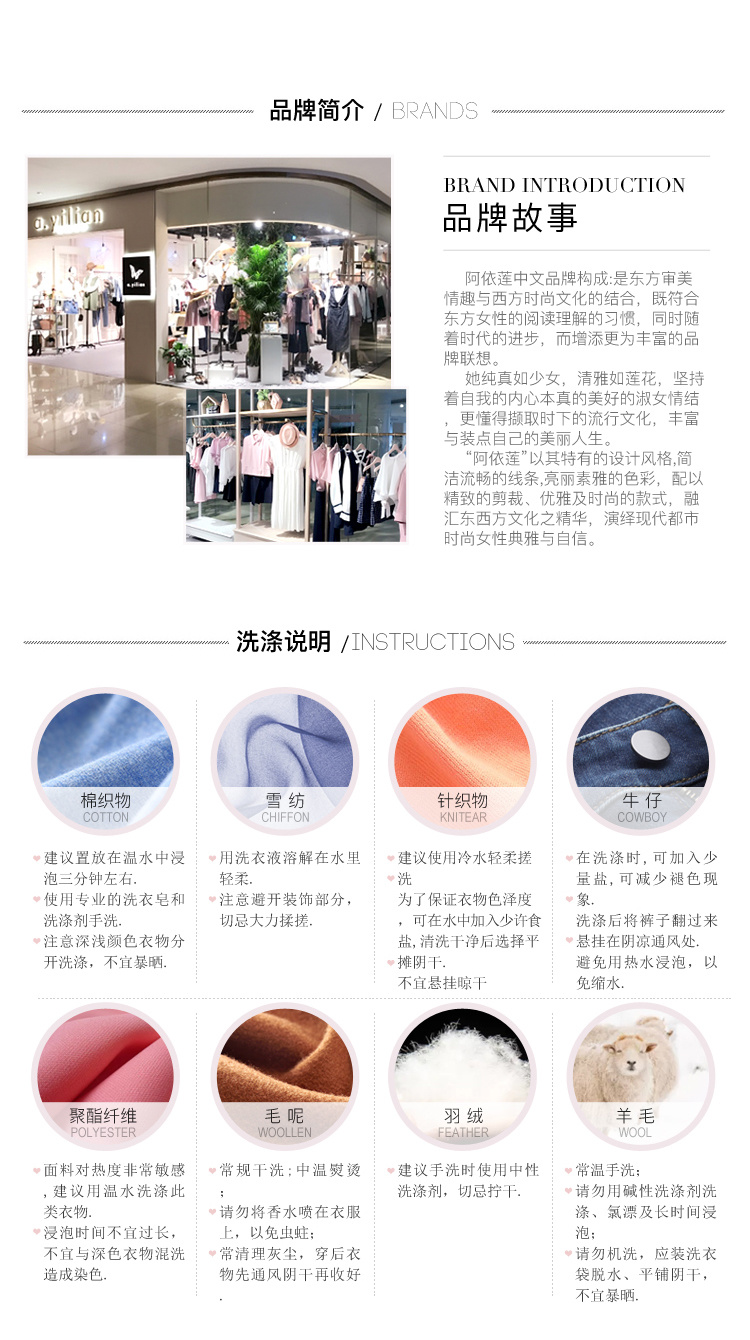 品牌简介 / BRANDS
a.yilian
a.yilian
BRAND INTRODUCTION
品牌故事
阿依莲中文品牌构成:是东方审美
情趣与西方时尚文化的结合，既符合
东方女性的阅读理解的习惯，同时随
着时代的进步，而增添更为丰富的品
牌联想。
她纯真如少女，清雅如莲花，坚持
着自我的内心本真的美好的淑女情结
，更懂得撷取时下的流行文化，丰富
与装点自己的美丽人生。
“阿依莲”以其特有的设计风格,简
洁流畅的线条,亮丽素雅的色彩，配以
精致的剪裁、优雅及时尚的款式，融
汇东西方文化之精华，演绎现代都市
时尚女性典雅与自信。
洗涤说明 /INSTRUCTIONS
棉织物
COTTON
建议置放在温水中浸
泡三分钟左右.
使用专业的洗衣皂和
洗涤剂手洗.
注意深浅颜色衣物分
开洗涤，不宜暴晒.
雪纺
CHIFFON
用洗衣液溶解在水里
轻柔.
注意避开装饰部分，
切忌大力揉搓.
针织物
KNITEAR
建议使用冷水轻柔搓
洗
为了保证衣物色泽度
，可在水中加入少许食
盐,清洗干净后选择平
摊阴干.
不宜悬挂晾干
牛仔
COWBOY
在洗涤时,可加入少
量盐,可减少褪色现
象.
洗涤后将裤子翻过来
悬挂在阴凉通风处.
避免用热水浸泡，以
免缩水.
聚酯纤维
POLYESTER
面料对热度非常敏感
,建议用温水洗涤此
类衣物.
浸泡时间不宜过长，
不宜与深色衣物混洗
造成染色.
毛呢
WOOLLEN
常规干洗;中温熨烫
;
请勿将香水喷在衣服
上，以免虫蛀;
常清理灰尘，穿后衣
物先通风阴干再收好
.
羽绒
FEATHER
建议手洗时使用中性
洗涤剂，切忌拧干.
羊毛
WOOL
常温手洗;
请勿用碱性洗涤剂洗
涤、氯漂及长时间浸
泡;
请勿机洗，应装洗衣
袋脱水、平铺阴干，
不宜暴晒.